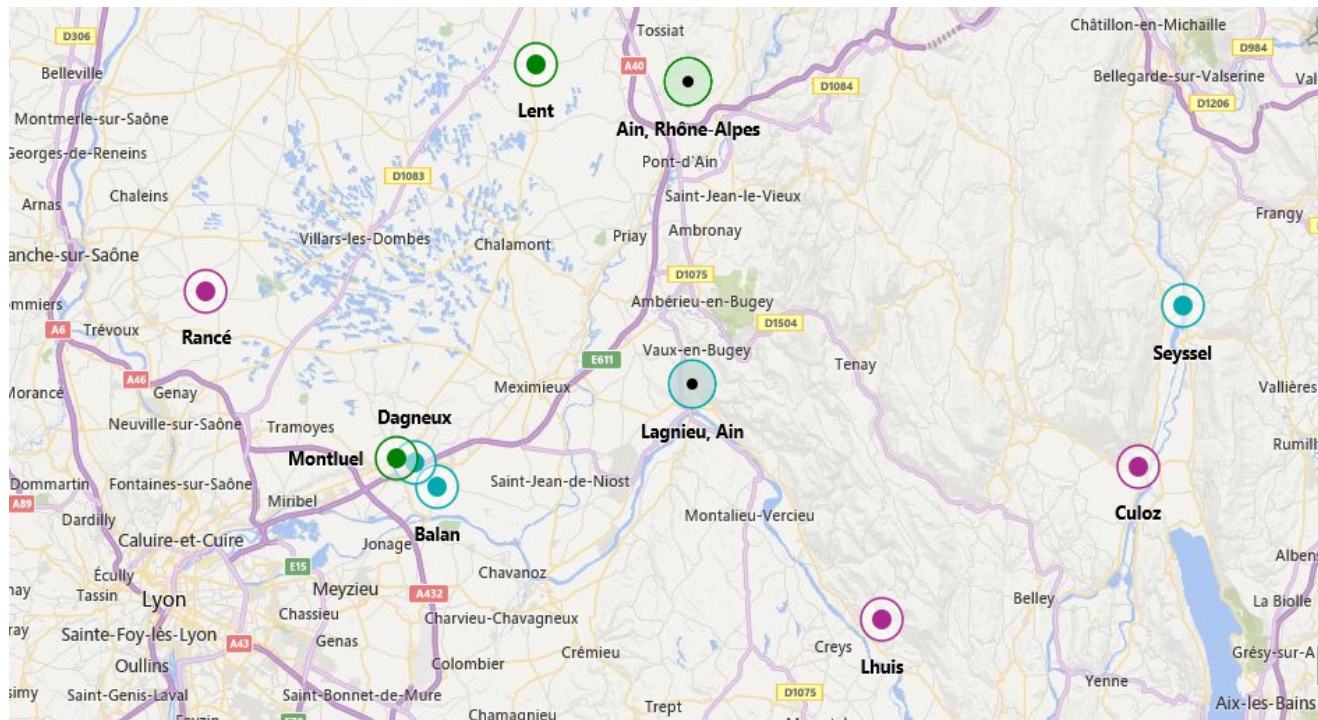 Tossiat
Châtillon-en-Michaille
D306
D984
Belleville
A40
Bellegarde-sur-Valserine
D1084
Lent
D1206
Montmerle-sur-Saône
Ain, Rhône-Alpes
Georges-de-Reneins
Pont-d'Ain
D1083
Chaleins
Saint-Jean-le-Vieux
Arnas
Frangy
Villars-les-Dombes
Chalamont
Priay
Ambronay
anche-sur-Saône
D1075
Ambérieu-en-Bugey
ommiers
A6
Trévoux
Rancé
D1504
Vaux-en-Bugey
Seyssel
E611
Tenay
A46
Morancé
Genay
Meximieux
Vallières
Dagneux
Neuville-sur-Saône
Tramoyes
Lagnieu, Ain
Rumilly
Montluel
Dommartin
Fontaines-sur-Saône
Saint-Jean-de-Niost
A89
Miribel
Culoz
Dardilly
Montalieu-Vercieu
Balan
Caluire-et-Cuire
Jonage
Alben
E15
Écully
Chavanoz
Tassin
Meyzieu
A432
Lyon
Belley
La Biolle
Chassieu
Charvieu-Chavagneux
Sainte-Foy-lès-Lyon
A43
Genas
Creys
Crémieu
Grésy-sur-A
Oullins
Colombier
Lhuis
Yenne
Saint-Genis-Laval
Saint-Bonnet-de-Mure
D1075
Aix-les-Bains
Trept
Chamagnieu